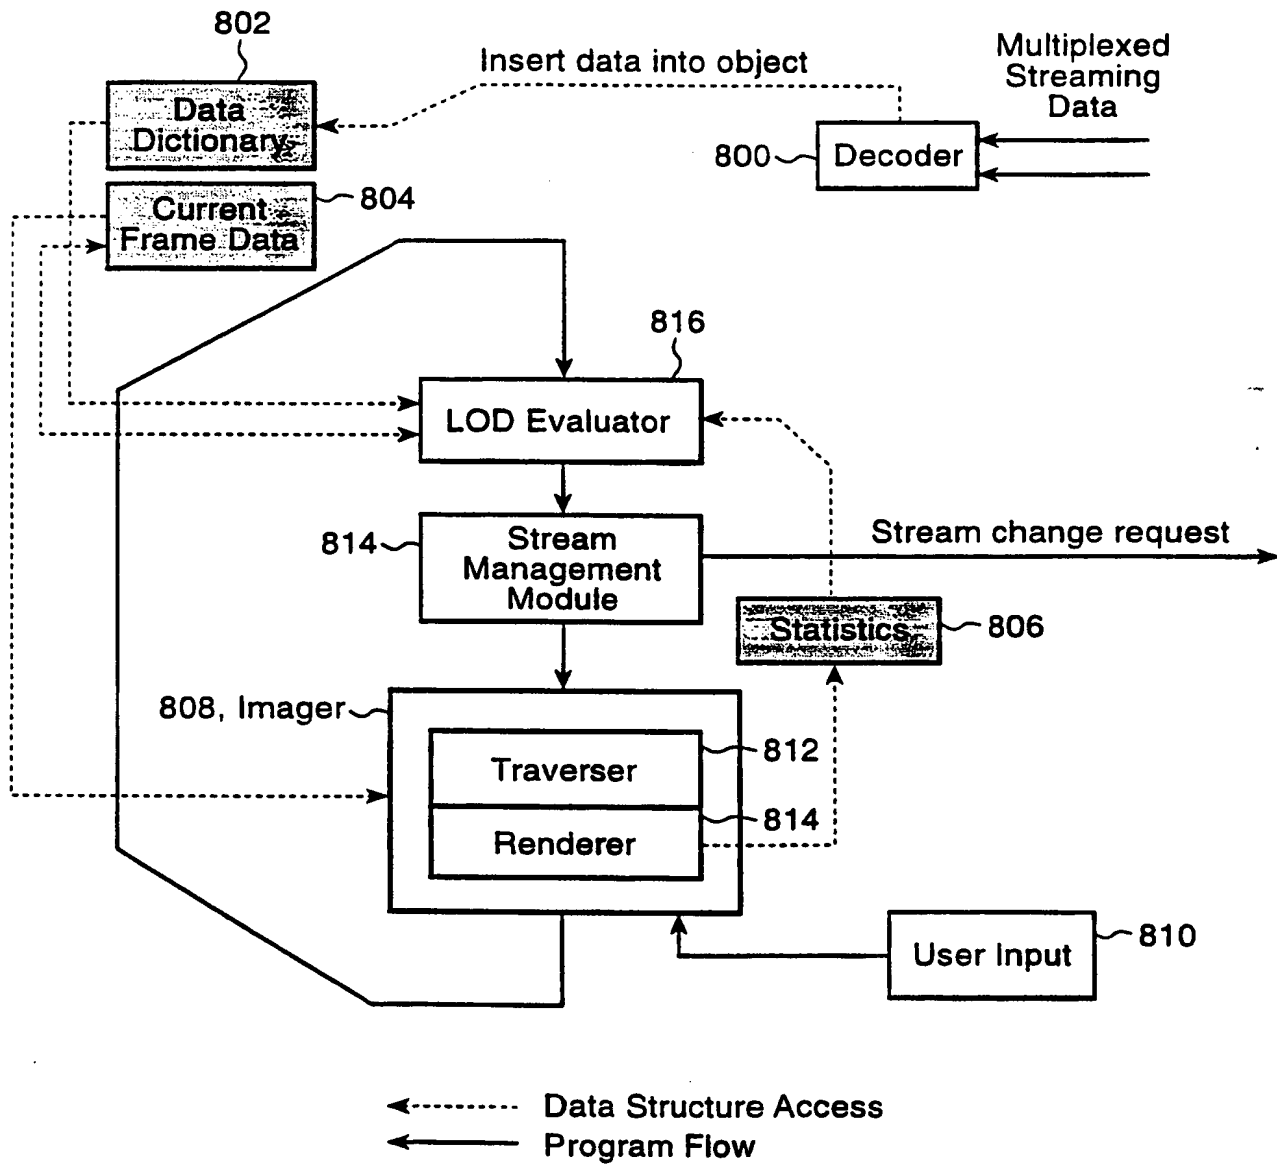 802
Insert data into object
Multiplexed
Streaming
Data
Data
Dictionary
800
Decoder
Current
Frame Data
804
816
LOD Evaluator
814
Stream
Management
Module
Stream change request
Statistics
806
808, Imager
Traverser
812
Renderer
814
User Input
810
Data Structure Access
Program Flow